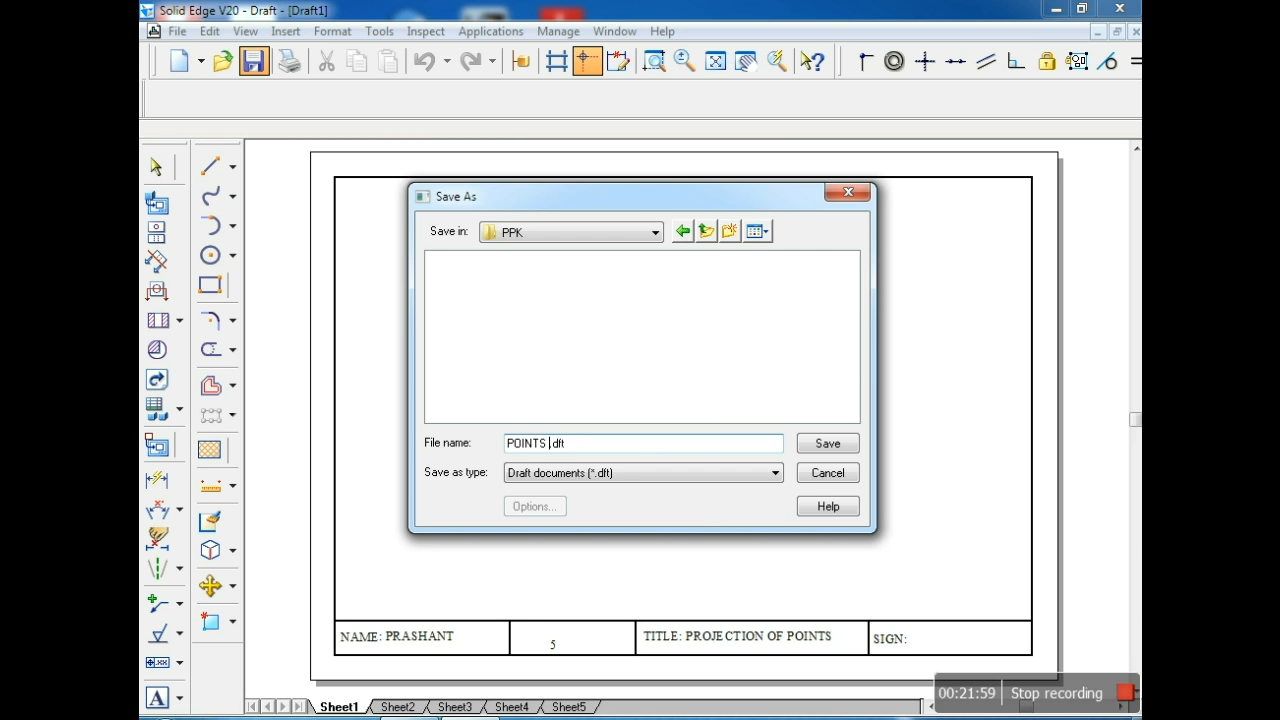 Solid Edge V20 - Draft - [Draft1]
File Edit View Insert Format Tools Inspect Applications Manage Window Help
Save As
Save in: PPK
File name: POINTS .dft Save
Save as type: Draft documents (*.dft) Cancel
Options... Help
NAME: PRASHANT 5 TITLE: PROJECTION OF POINTS SIGN:
00:21:59 Stop recording
Sheet1 Sheet2 Sheet3 Sheet4 Sheet5